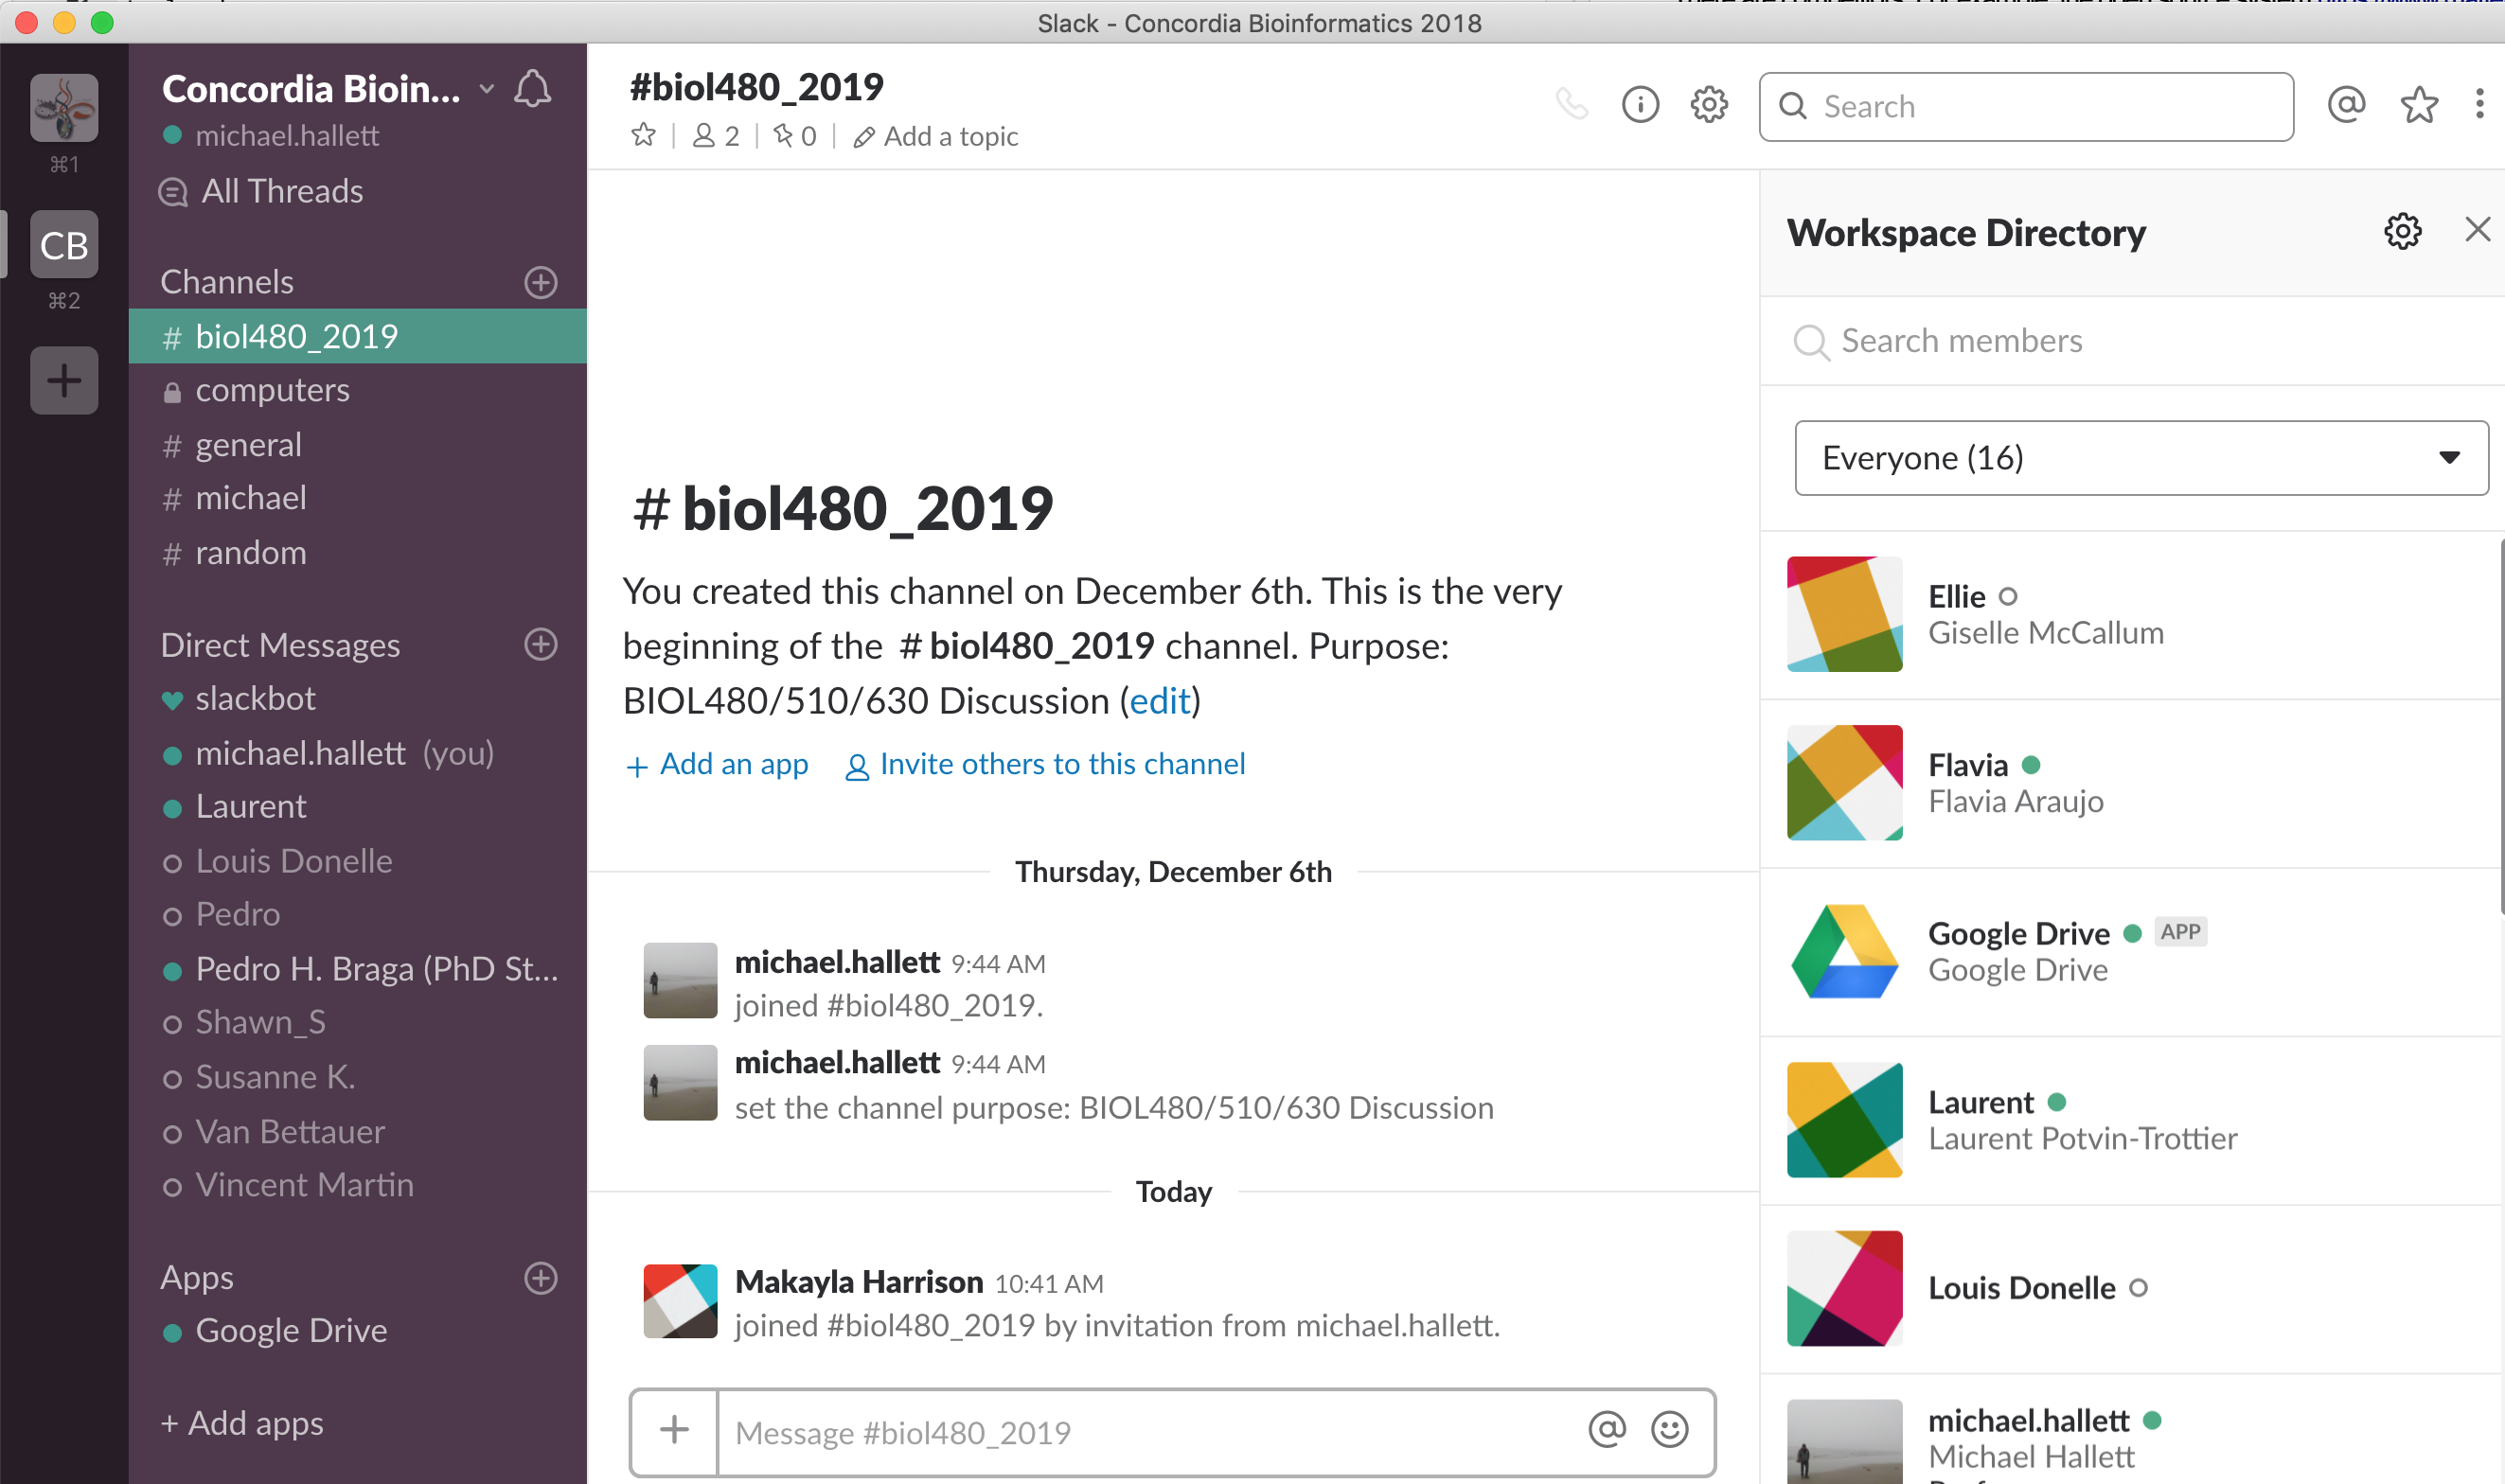 Slack - Concordia Bioinformatics 2018
⌘1
CB
⌘2
Concordia Bioin...
michael.hallett
All Threads
Channels
# biol480_2019
computers
# general
# michael
# random
Direct Messages
slackbot
michael.hallett (you)
Laurent
Louis Donelle
Pedro
Pedro H. Braga (PhD St...
Shawn_S
Susanne K.
Van Bettauer
Vincent Martin
Apps
Google Drive
+ Add apps
#biol480_2019
2
0
Add a topic
Search
# biol480_2019
You created this channel on December 6th. This is the very
beginning of the # biol480_2019 channel. Purpose:
BIOL480/510/630 Discussion (edit)
+ Add an app Invite others to this channel
Thursday, December 6th
michael.hallett 9:44 AM
joined #biol480_2019.
michael.hallett 9:44 AM
set the channel purpose: BIOL480/510/630 Discussion
Today
Makayla Harrison 10:41 AM
joined #biol480_2019 by invitation from michael.hallett.
Message #biol480_2019
Workspace Directory
Search members
Everyone (16)
Ellie
Giselle McCallum
Flavia
Flavia Araujo
Google Drive APP
Google Drive
Laurent
Laurent Potvin-Trottier
Louis Donelle
michael.hallett
Michael Hallett